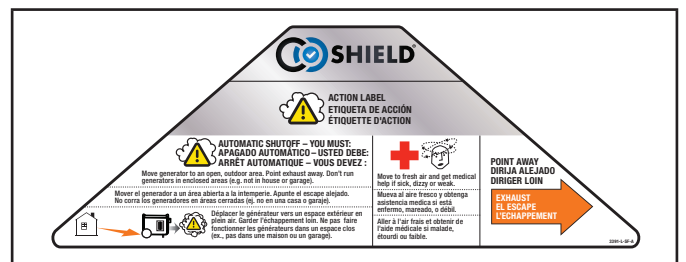 CO SHIELD®
ACTION LABEL
ETIQUETA DE ACCIÓN
ÉTIQUETTE D'ACTION
AUTOMATIC SHUTOFF – YOU MUST:
APAGADO AUTOMÁTICO – USTED DEBE:
ARRÊT AUTOMATIQUE – VOUS DEVEZ :
Move generator to an open, outdoor area. Point exhaust away. Don't run
generators in enclosed areas (e.g. not in house or garage).
Mover el generador a un área abierta a la intemperie. Apunte el escape alejado.
No corra los generadores en áreas cerradas (ej. no en una casa o garaje).
Déplacer le générateur vers un espace extérieur en
plein air. Garder l'échappement loin. Ne pas faire
fonctionner les générateurs dans un espace clos
(ex., pas dans une maison ou un garage).
Move to fresh air and get medical
help if sick, dizzy or weak.
Mueva al aire fresco y obtenga
asistencia medica si está
enfermo, mareado, o débil.
Aller à l'air frais et obtenir de
l'aide médicale si malade,
étourdi ou faible.
POINT AWAY
DIRIJA ALEJADO
DIRIGER LOIN
EXHAUST
EL ESCAPE
L'ECHAPPEMENT